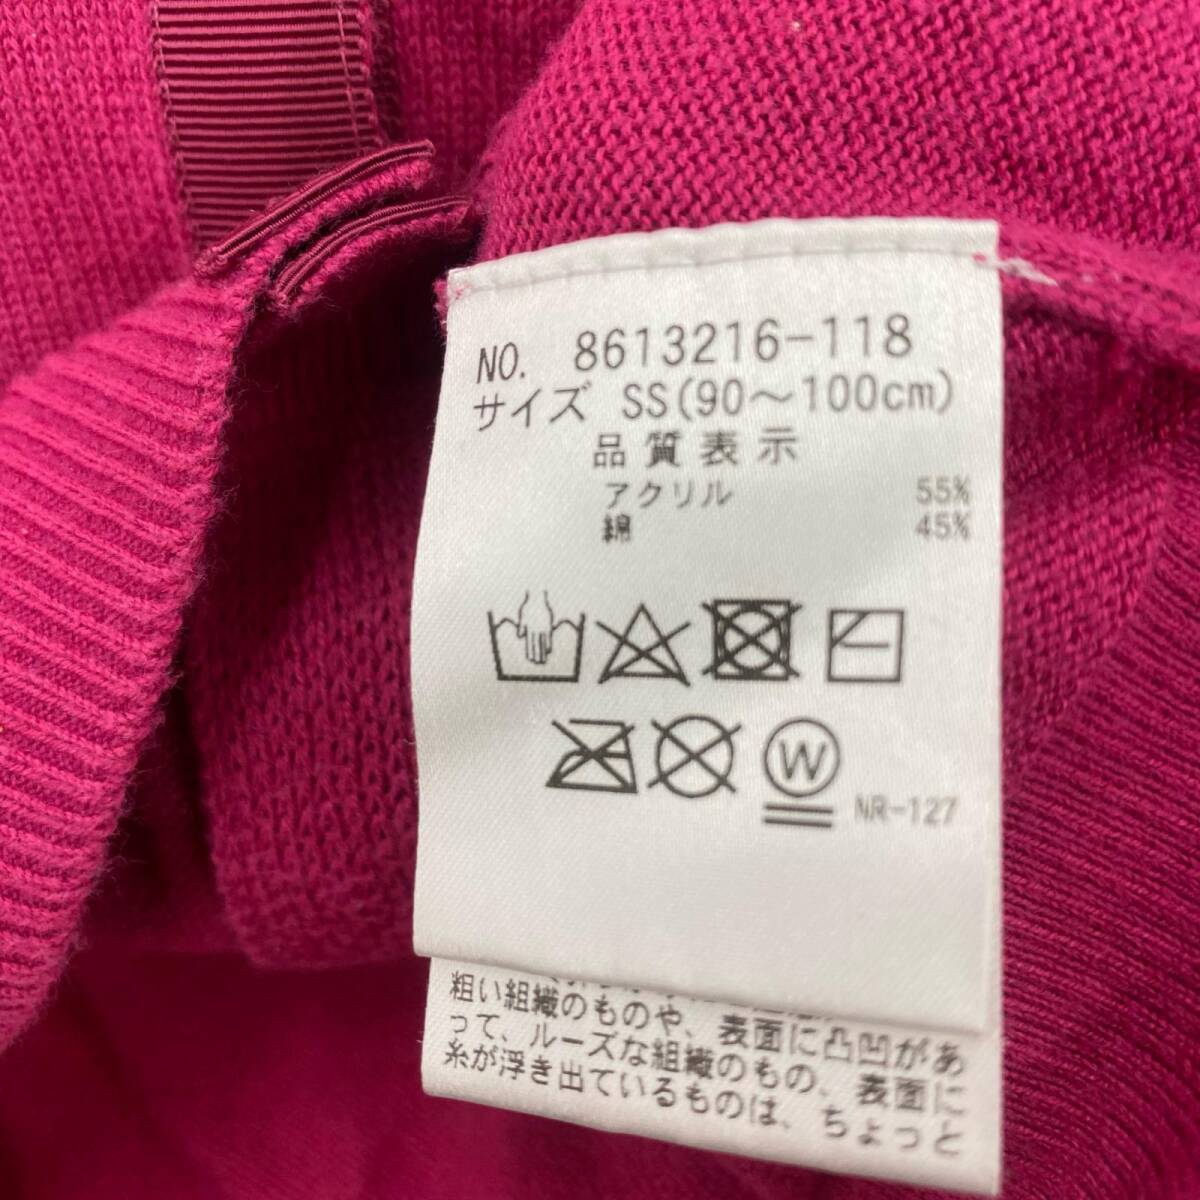 NO. 8613216-118
サイズ SS(90～100cm)
品質表示
アクリル 55%
綿 45%
W
NR-127
粗い組織のものや、表面に凸凹があ
って、ルーズな組織のもの、表面に
糸が浮き出ているものは、ちょっと